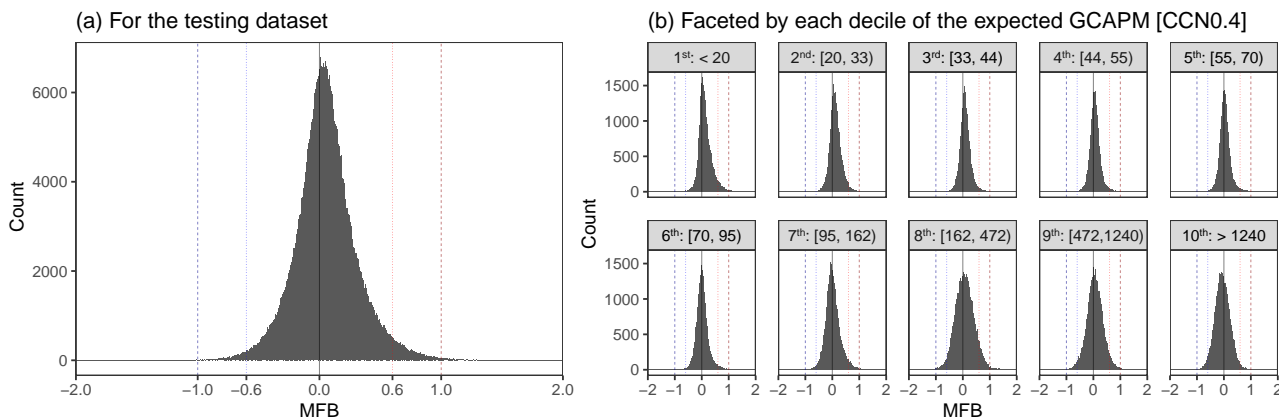 (a) For the testing dataset
6000
4000
2000
0
Count
−2.0 −1.0 −0.6 0.0 0.6 1.0 2.0
MFB
(b) Faceted by each decile of the expected GCAPM [CCN0.4]
1st: < 20 2nd: [20, 33) 3rd: [33, 44) 4th: [44, 55) 5th: [55, 70)
1500
1000
500
0
Count
6th: [70, 95) 7th: [95, 162) 8th: [162, 472) 9th: [472,1240) 10th: > 1240
1500
1000
500
0
−2 −1 0 1 2 −2 −1 0 1 2 −2 −1 0 1 2 −2 −1 0 1 2 −2 −1 0 1 2
MFB